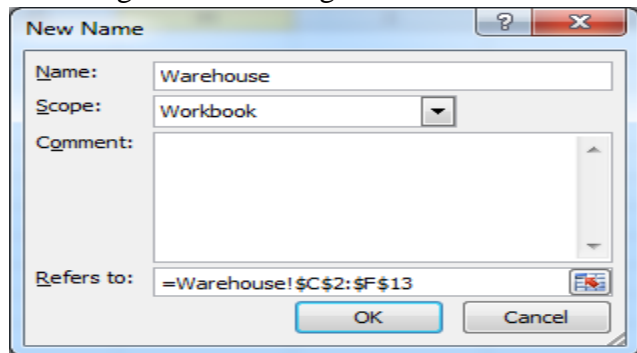 New Name
Name: Warehouse
Scope: Workbook
Comment:
Refers to: =Warehouse!$C$2:$F$13
OK Cancel